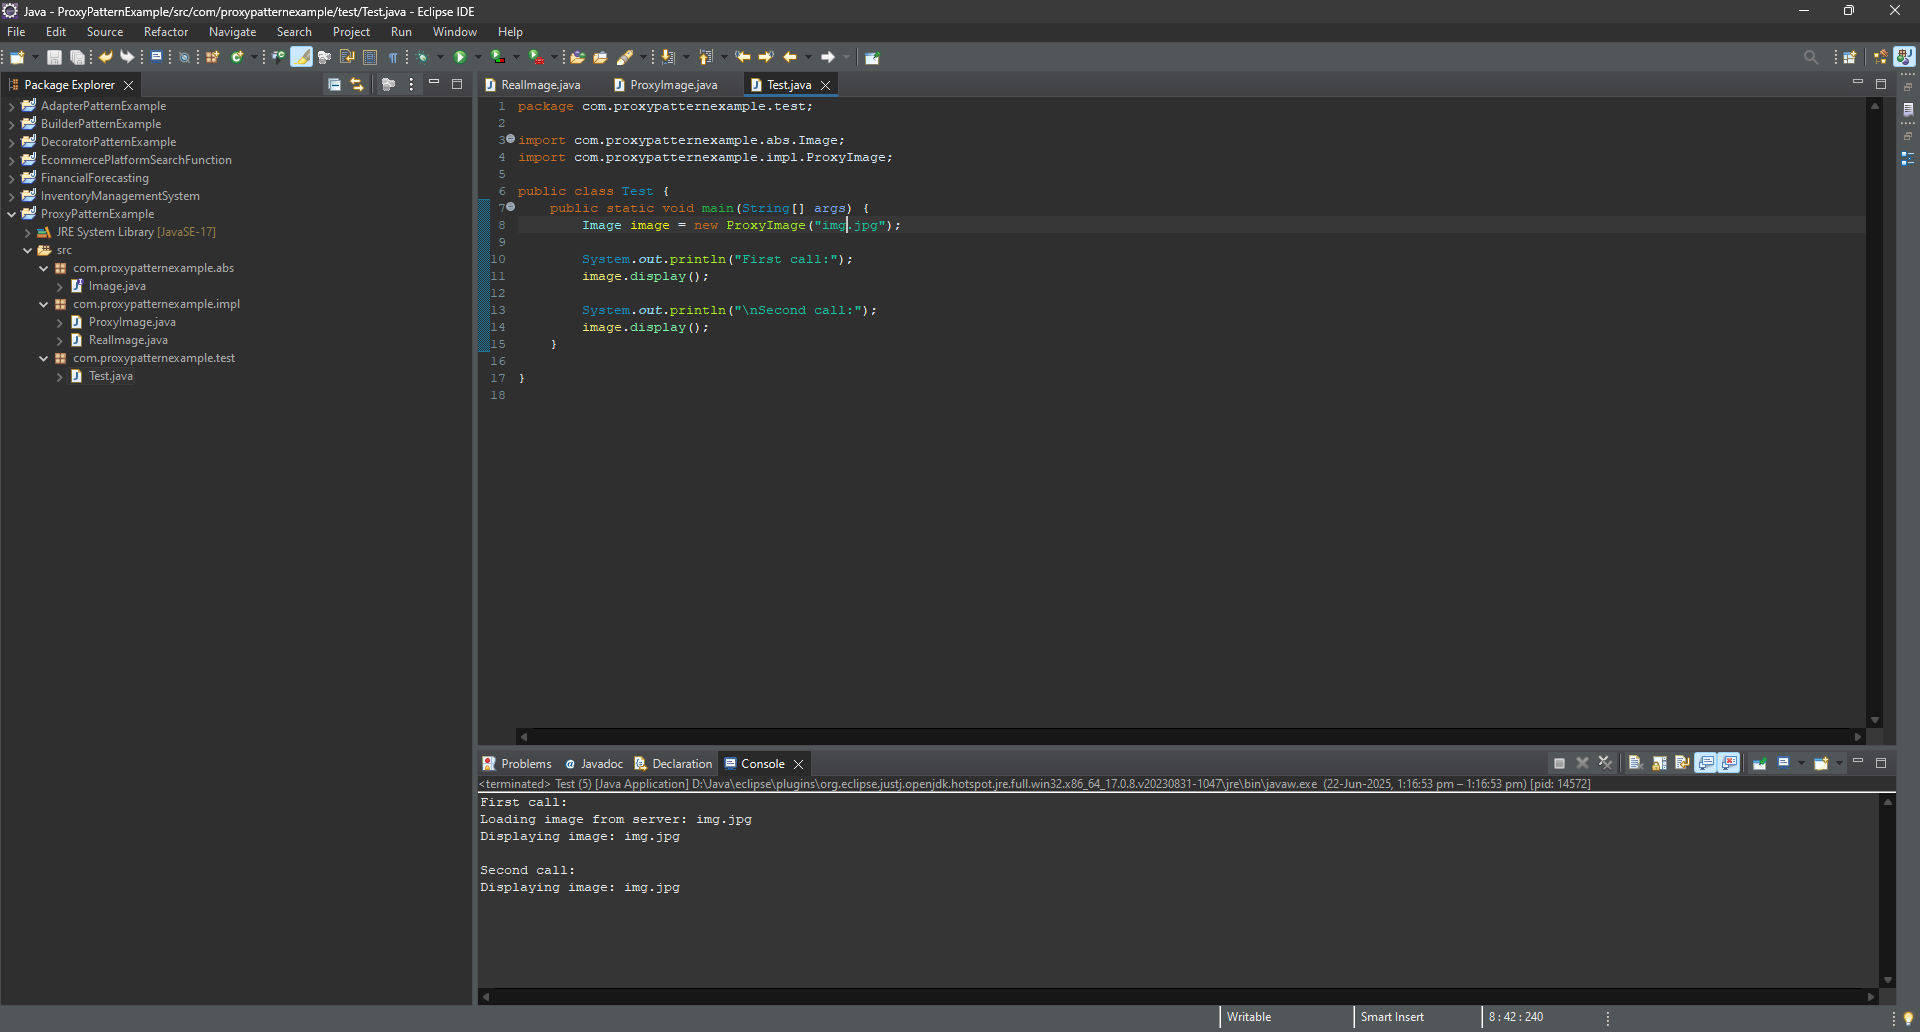 Java - ProxyPatternExample/src/com/proxypatternexample/test/Test.java - Eclipse IDE
File Edit Source Refactor Navigate Search Project Run Window Help
Package Explorer
AdapterPatternExample
BuilderPatternExample
DecoratorPatternExample
EcommercePlatformSearchFunction
FinancialForecasting
InventoryManagementSystem
ProxyPatternExample
JRE System Library [JavaSE-17]
src
com.proxypatternexample.abs
Image.java
com.proxypatternexample.impl
ProxyImage.java
RealImage.java
com.proxypatternexample.test
Test.java
RealImage.java ProxyImage.java Test.java
1 package com.proxypatternexample.test;
2
3 import com.proxypatternexample.abs.Image;
4 import com.proxypatternexample.impl.ProxyImage;
5
6 public class Test {
7 public static void main(String[] args) {
8 Image image = new ProxyImage("img.jpg");
9
10 System.out.println("First call:");
11 image.display();
12
13 System.out.println("\nSecond call:");
14 image.display();
15 }
16
17 }
18
Problems Javadoc Declaration Console
<terminated> Test (5) [Java Application] D:\Java\eclipse\plugins\org.eclipse.justj.openjdk.hotspot.jre.full.win32.x86_64_17.0.8.v20230831-1047\jre\bin\javaw.exe (22-Jun-2025, 1:16:53 pm – 1:16:53 pm) [pid: 14572]
First call:
Loading image from server: img.jpg
Displaying image: img.jpg
Second call:
Displaying image: img.jpg
Writable Smart Insert 8 : 42 : 240